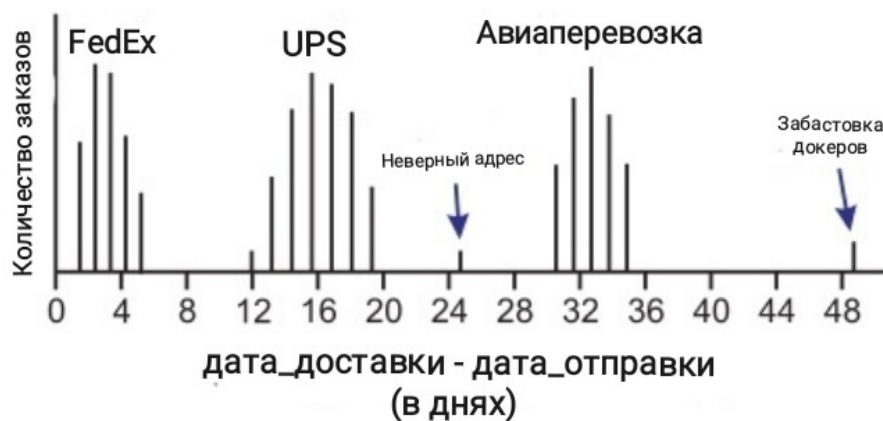 Количество заказов
FedEx
UPS
Авиаперевозка
Неверный адрес
Забастовка
докеров
0 4 8 12 16 20 24 28 32 36 40 44 48
дата_доставки - дата_отправки
(в днях)